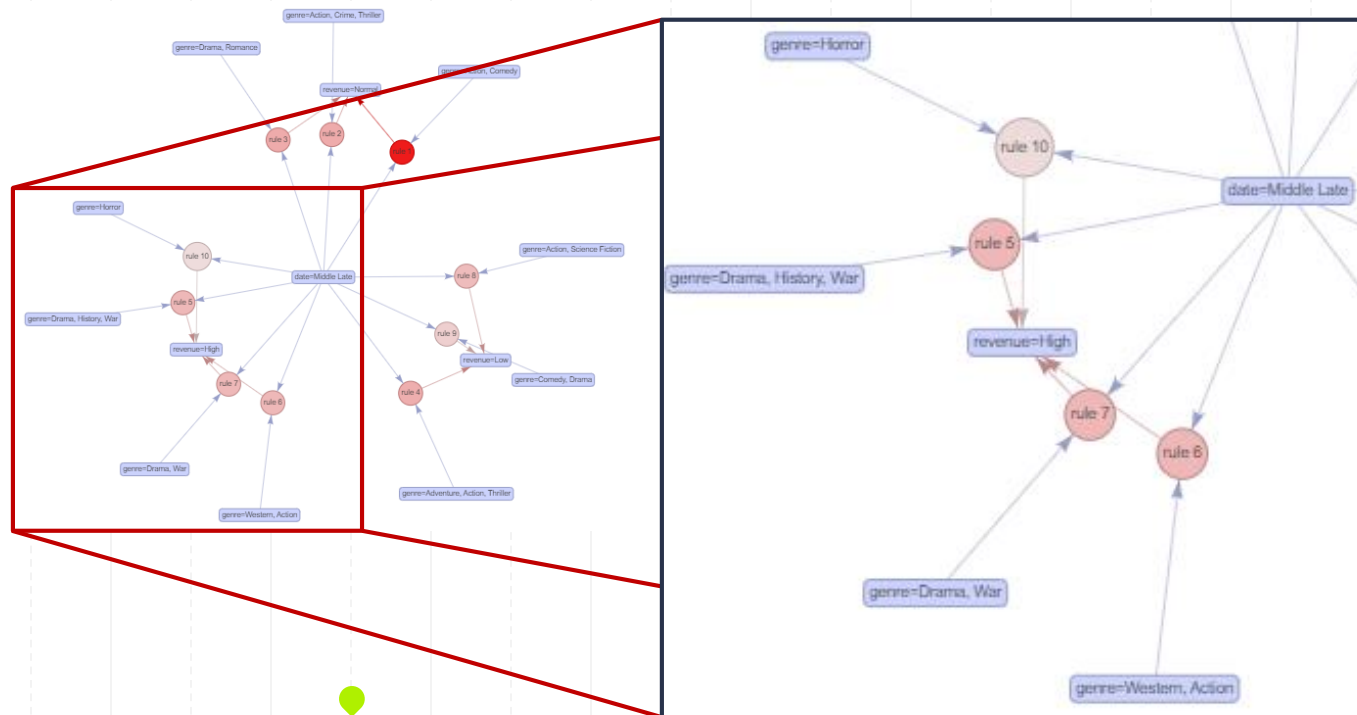 genre=Action, Crime, Thriller
genre=Drama, Romance
Comedy
revenue=Normal
rule 3
rule 2
genre=Horror
rule 10
date=Middle Late
genre=Action, Science Fiction
rule 8
rule 5
genre=Drama, History, War
rule 9
revenue=High
revenue=Low
rule 7
genre=Comedy, Drama
rule 4
rule 6
genre=Drama, War
genre=Adventure, Action, Thriller
genre=Western, Action
genre=Horror
rule 10
date=Middle Late
rule 5
genre=Drama, History, War
revenue=High
rule 7
rule 6
genre=Drama, War
genre=Western, Action